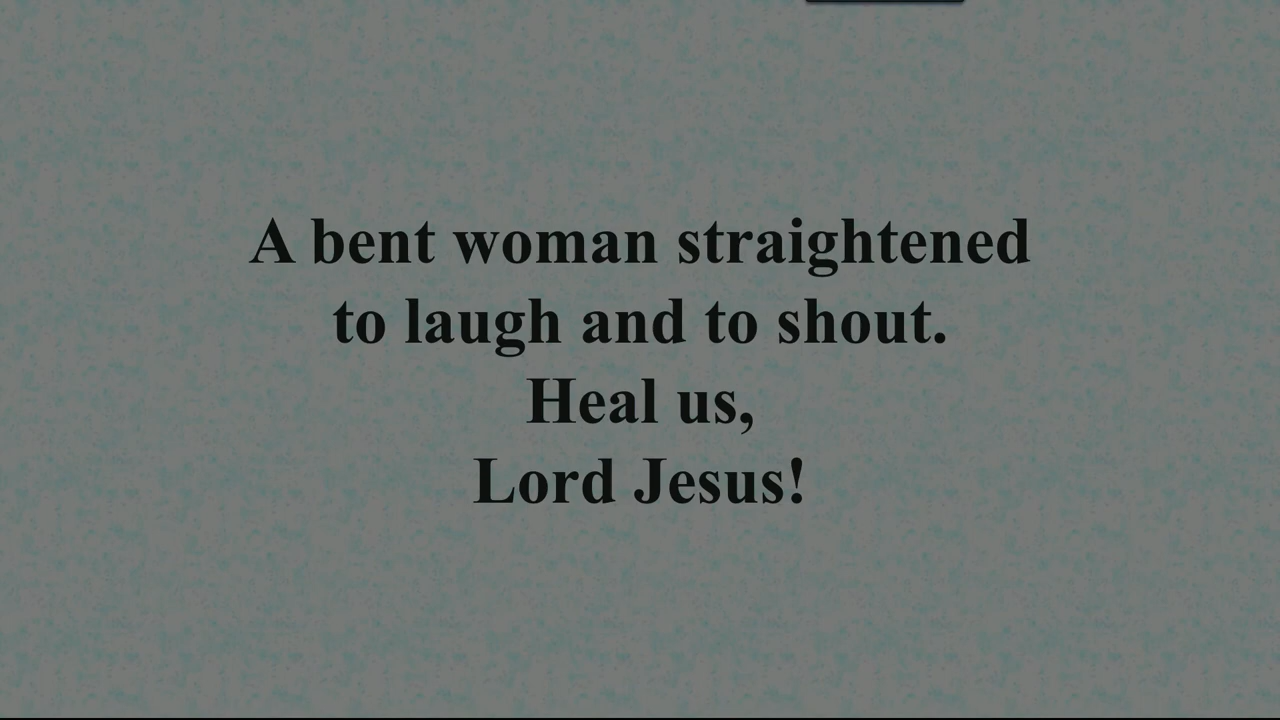 A bent woman straightened
to laugh and to shout.
Heal us,
Lord Jesus!